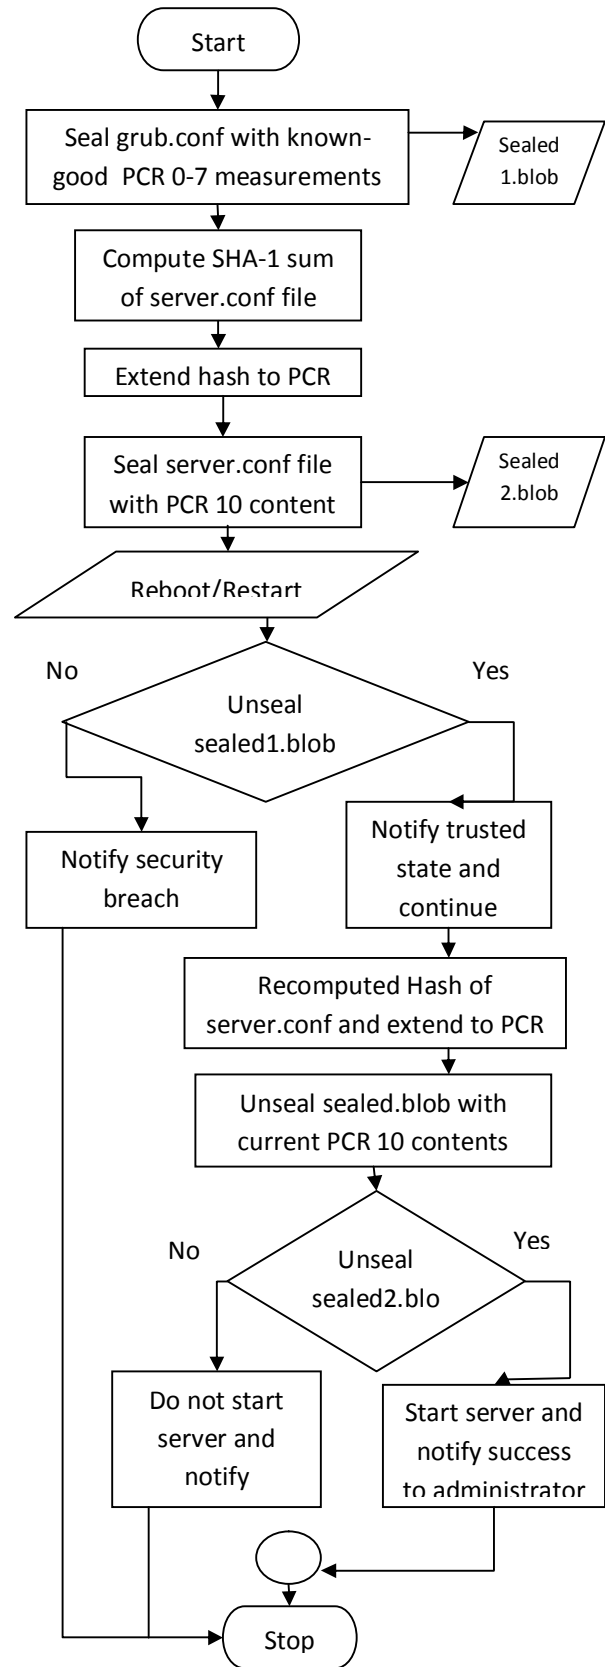 Start
Seal grub.conf with known-
good PCR 0-7 measurements
Sealed
1.blob
Compute SHA-1 sum
of server.conf file
Extend hash to PCR
Seal server.conf file
with PCR 10 content
Sealed
2.blob
Reboot/Restart
No
Yes
Unseal
sealed1.blob
Notify security
breach
Notify trusted
state and
continue
Recomputed Hash of
server.conf and extend to PCR
Unseal sealed.blob with
current PCR 10 contents
No
Yes
Unseal
sealed2.blo
Do not start
server and
notify
Start server and
notify success
to administrator
Stop